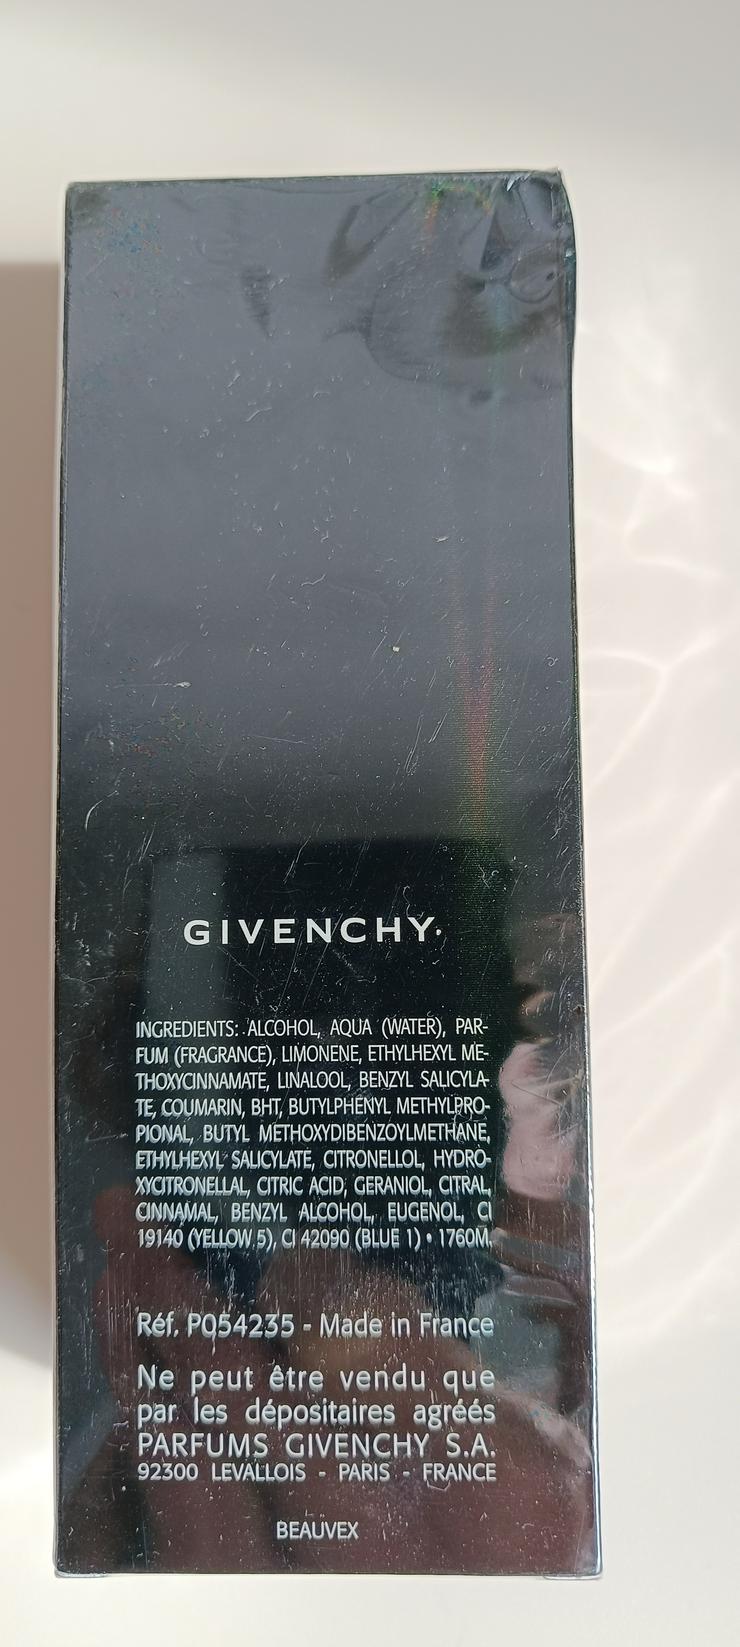 GIVENCHY.
INGREDIENTS: ALCOHOL, AQUA (WATER), PAR-
FUM (FRAGRANCE), LIMONENE, ETHYLHEXYL ME-
THOXYCINNAMATE, LINALOOL, BENZYL SALICYLA-
TE, COUMARIN, BHT, BUTYLPHENYL METHYLPRO-
PIONAL, BUTYL METHOXYDIBENZOYLMETHANE,
ETHYLHEXYL SALICYLATE, CITRONELLOL, HYDRO-
XYCITRONELLAL, CITRIC ACID, GERANIOL, CITRAL,
CINNAMAL, BENZYL ALCOHOL, EUGENOL, CI
19140 (YELLOW 5), CI 42090 (BLUE 1) • 1760M.
Réf. P054235 - Made in France
Ne peut être vendu que
par les dépositaires agréés
PARFUMS GIVENCHY S.A.
92300 LEVALLOIS - PARIS - FRANCE
BEAUVEX